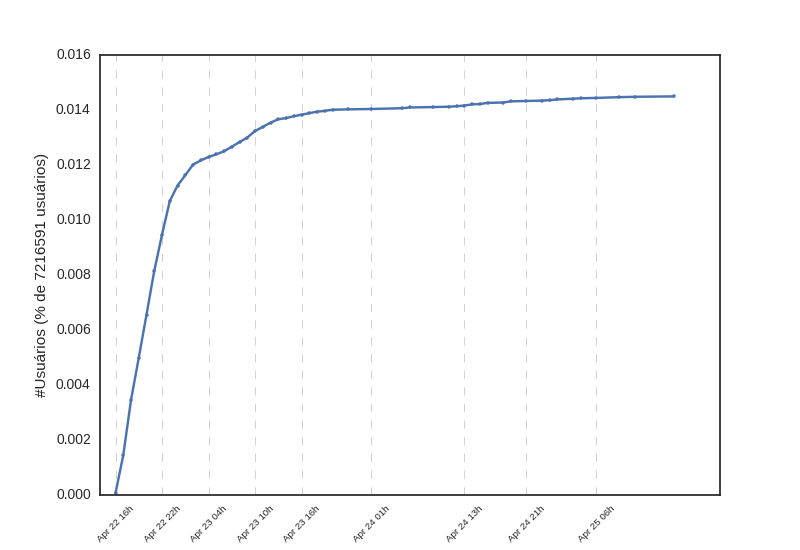 0.016
0.014
0.012
0.010
0.008
0.006
0.004
0.002
0.000
#Usuários (% de 7216591 usuários)
Apr 22 16h
Apr 22 22h
Apr 23 04h
Apr 23 10h
Apr 23 16h
Apr 24 01h
Apr 24 13h
Apr 24 21h
Apr 25 06h